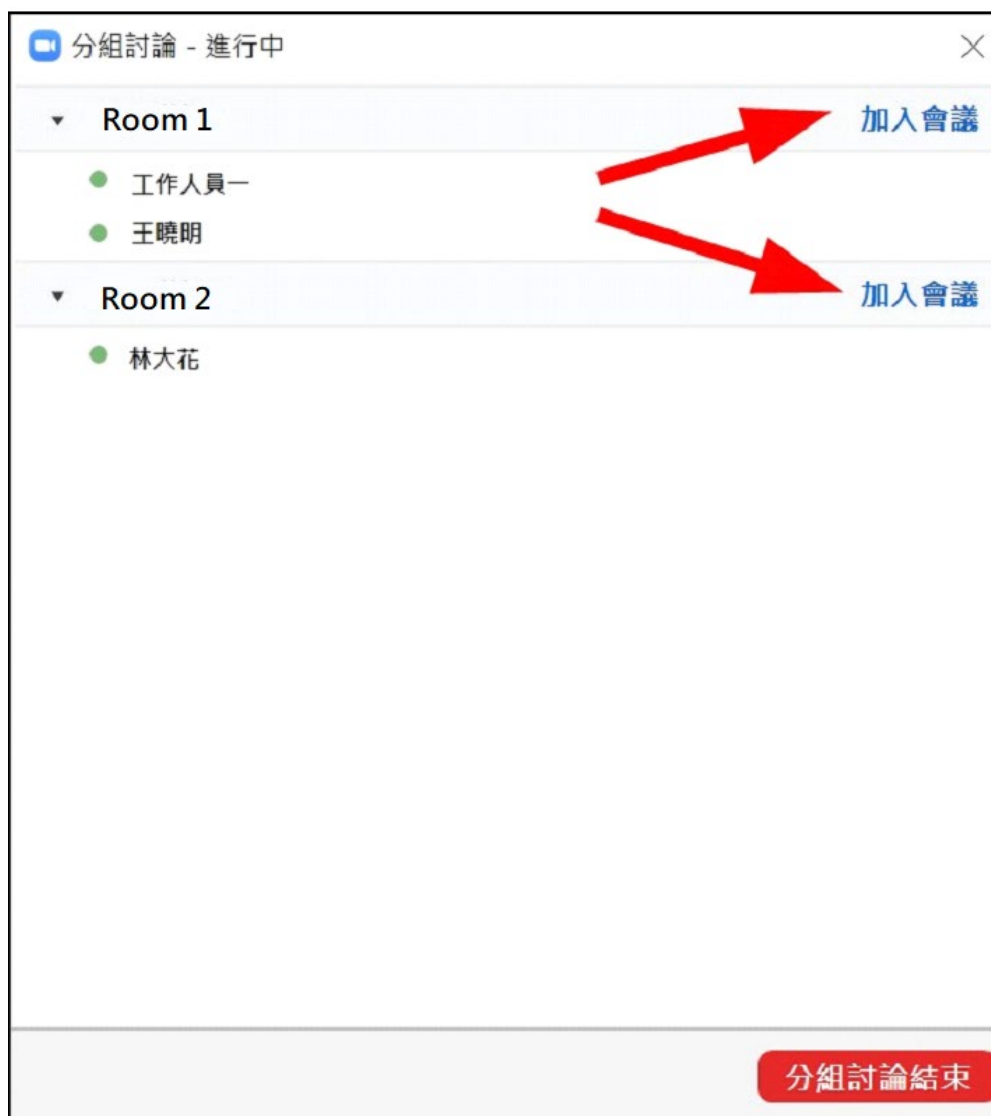 分組討論 - 進行中
Room 1
加入會議
工作人員一
王曉明
Room 2
加入會議
林大花
分組討論結束